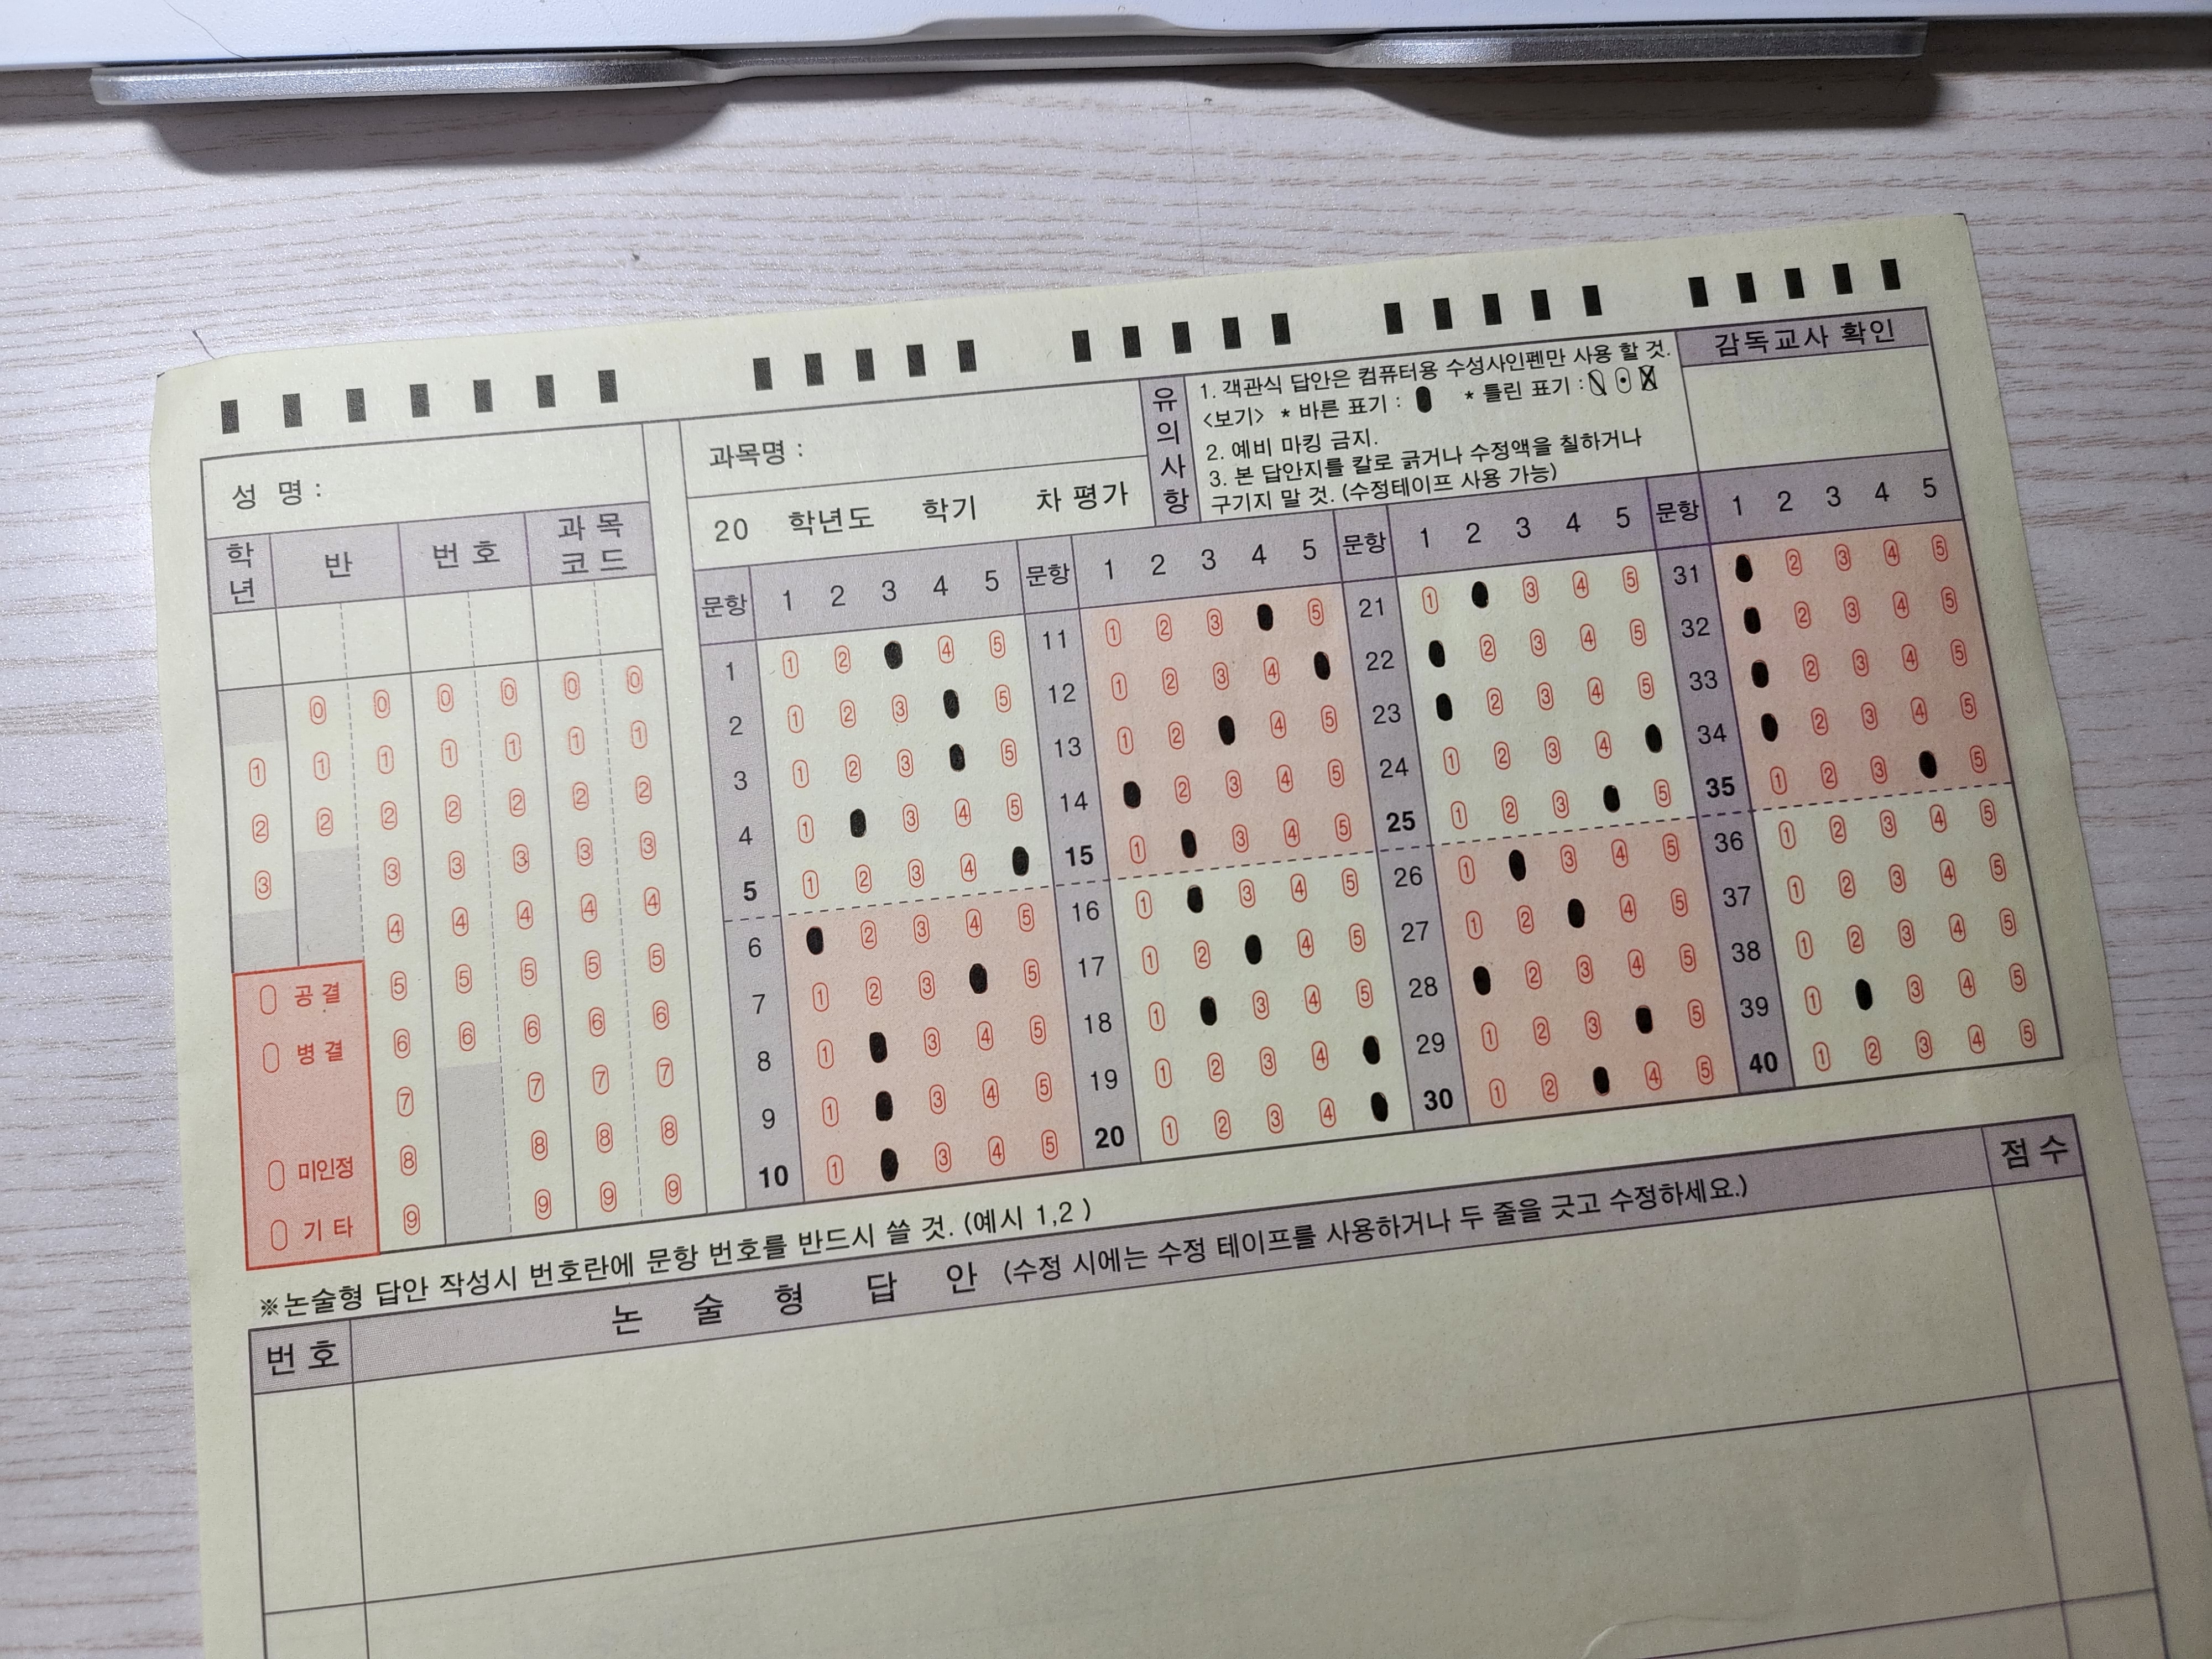 성 명 :
학년
반
번 호
과 목 코 드
0 0 0 0 0 0
1 1 1 1 1 1 1
2 2 2 2 2 2 2
3 3 3 3 3 3
4 4 4 4 4
5 5 5 5 5
6 6 6 6 6
7 7 7 7
8 8 8 8
9 9 9 9
공 결
병 결
미인정
기 타
과목명 :
20 학년도 학기 차 평가
유의사항
1. 객관식 답안은 컴퓨터용 수성사인펜만 사용 할 것.
<보기> * 바른 표기 : * 틀린 표기 :
2. 예비 마킹 금지.
3. 본 답안지를 칼로 긁거나 수정액을 칠하거나
구기지 말 것. (수정테이프 사용 가능)
감독교사 확인
문항 1 2 3 4 5
1 1 2 4 5
2 1 2 3 5
3 1 2 3 5
4 1 3 4 5
5 1 2 3 4
6 2 3 4 5
7 1 2 3 5
8 1 3 4 5
9 1 3 4 5
10 1 3 4 5
문항 1 2 3 4 5
11 1 2 3 5
12 1 2 3 4
13 1 2 4 5
14 2 3 4 5
15 1 3 4 5
16 1 3 4 5
17 1 2 4 5
18 1 3 4 5
19 1 2 3 4
20 1 2 3 4
문항 1 2 3 4 5
21 1 3 4 5
22 2 3 4 5
23 2 3 4 5
24 1 2 3 4
25 1 2 3 5
26 1 3 4 5
27 1 2 4 5
28 2 3 4 5
29 1 2 3 5
30 1 2 4 5
문항 1 2 3 4 5
31 2 3 4 5
32 2 3 4 5
33 2 3 4 5
34 2 3 4 5
35 1 2 3 5
36 1 2 3 4 5
37 1 2 3 4 5
38 1 2 3 4 5
39 1 3 4 5
40 1 2 3 4 5
※논술형 답안 작성시 번호란에 문항 번호를 반드시 쓸 것. (예시 1,2 )
번 호
논 술 형 답 안 (수정 시에는 수정 테이프를 사용하거나 두 줄을 긋고 수정하세요.)
점 수